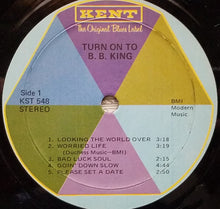 KENT
The Original Blues Label
TURN ON TO
B. B. KING
Side 1
KST 548
STEREO
BMI
Modern
Music
1. LOOKING THE WORLD OVER 3:18
2. WORRIED LIFE 3:39
(Duchess Music—BMI)
3. BAD LUCK SOUL 2:45
4. GOIN' DOWN SLOW 4:44
5. PLEASE SET A DATE 2:50